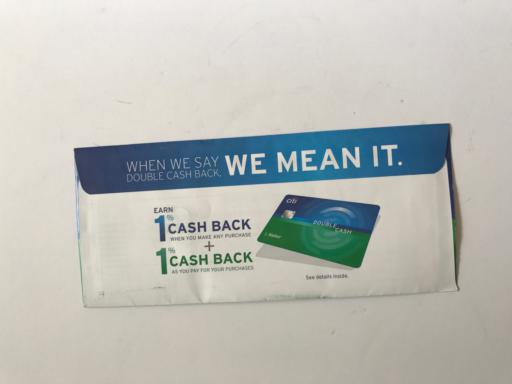 WHEN WE SAY
DOUBLE CASH BACK,
WE MEAN IT.
EARN
1% CASH BACK
WHEN YOU MAKE ANY PURCHASE
+
1% CASH BACK
AS YOU PAY FOR YOUR PURCHASES
citi
DOUBLE CASH
See details inside.